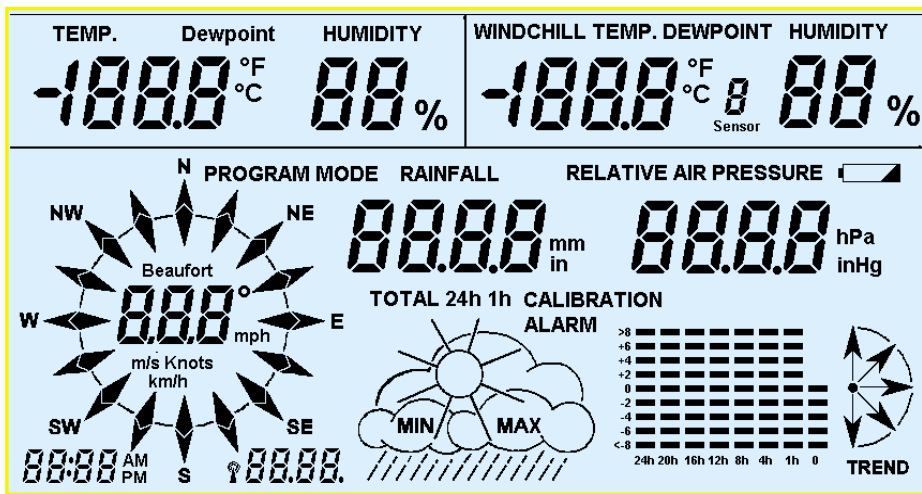 TEMP. Dewpoint HUMIDITY
-188.8 °F °C 88 %
WINDCHILL TEMP. DEWPOINT HUMIDITY
-188.8 °F °C 8 Sensor 88 %
PROGRAM MODE RAINFALL RELATIVE AIR PRESSURE
88.8.8 mm in
88.8.8 hPa inHg
N
NW NE
Beaufort
W 8.8.8° mph E
m/s Knots
km/h
SW SE
S
88:88 AM PM
88.88.
TOTAL 24h 1h CALIBRATION
ALARM
MIN MAX
>8
+6
+4
+2
0
-2
-4
-6
<-8
24h 20h 16h 12h 8h 4h 1h 0
TREND